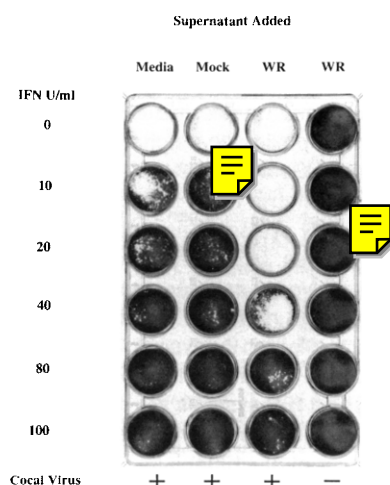 Supernatant Added
Media Mock WR WR
IFN U/ml
0
10
20
40
80
100
Cocal Virus + + + −